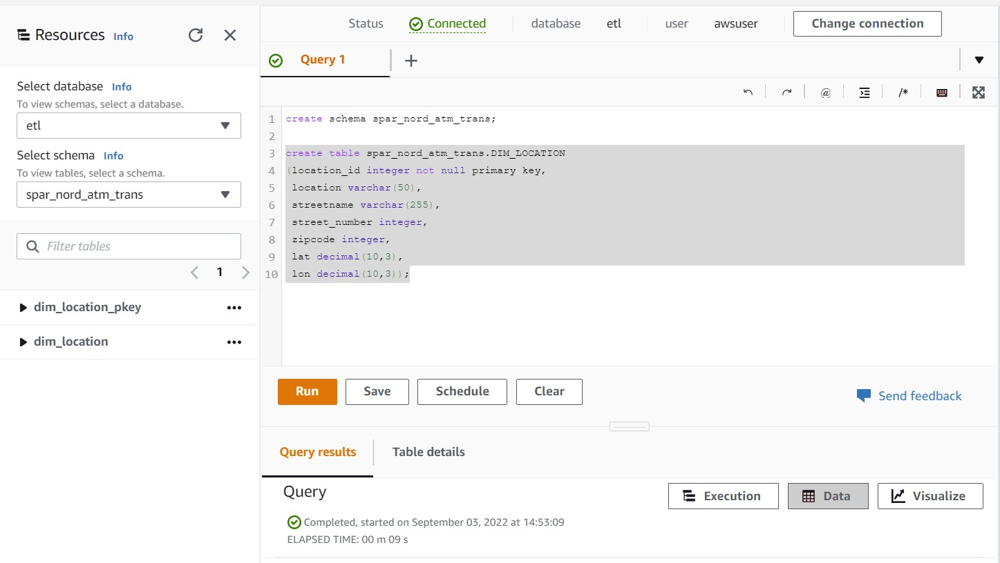 Resources Info
Select database Info
To view schemas, select a database.
etl
Select schema Info
To view tables, select a schema.
spar_nord_atm_trans
Filter tables
1
dim_location_pkey
dim_location
Status Connected database etl user awsuser Change connection
Query 1
@ /*
1 create schema spar_nord_atm_trans;
2
3 create table spar_nord_atm_trans.DIM_LOCATION
4 (location_id integer not null primary key,
5 location varchar(50),
6 streetname varchar(255),
7 street_number integer,
8 zipcode integer,
9 lat decimal(10,3),
10 lon decimal(10,3));
Run Save Schedule Clear Send feedback
Query results Table details
Query
Execution Data Visualize
Completed, started on September 03, 2022 at 14:53:09
ELAPSED TIME: 00 m 09 s